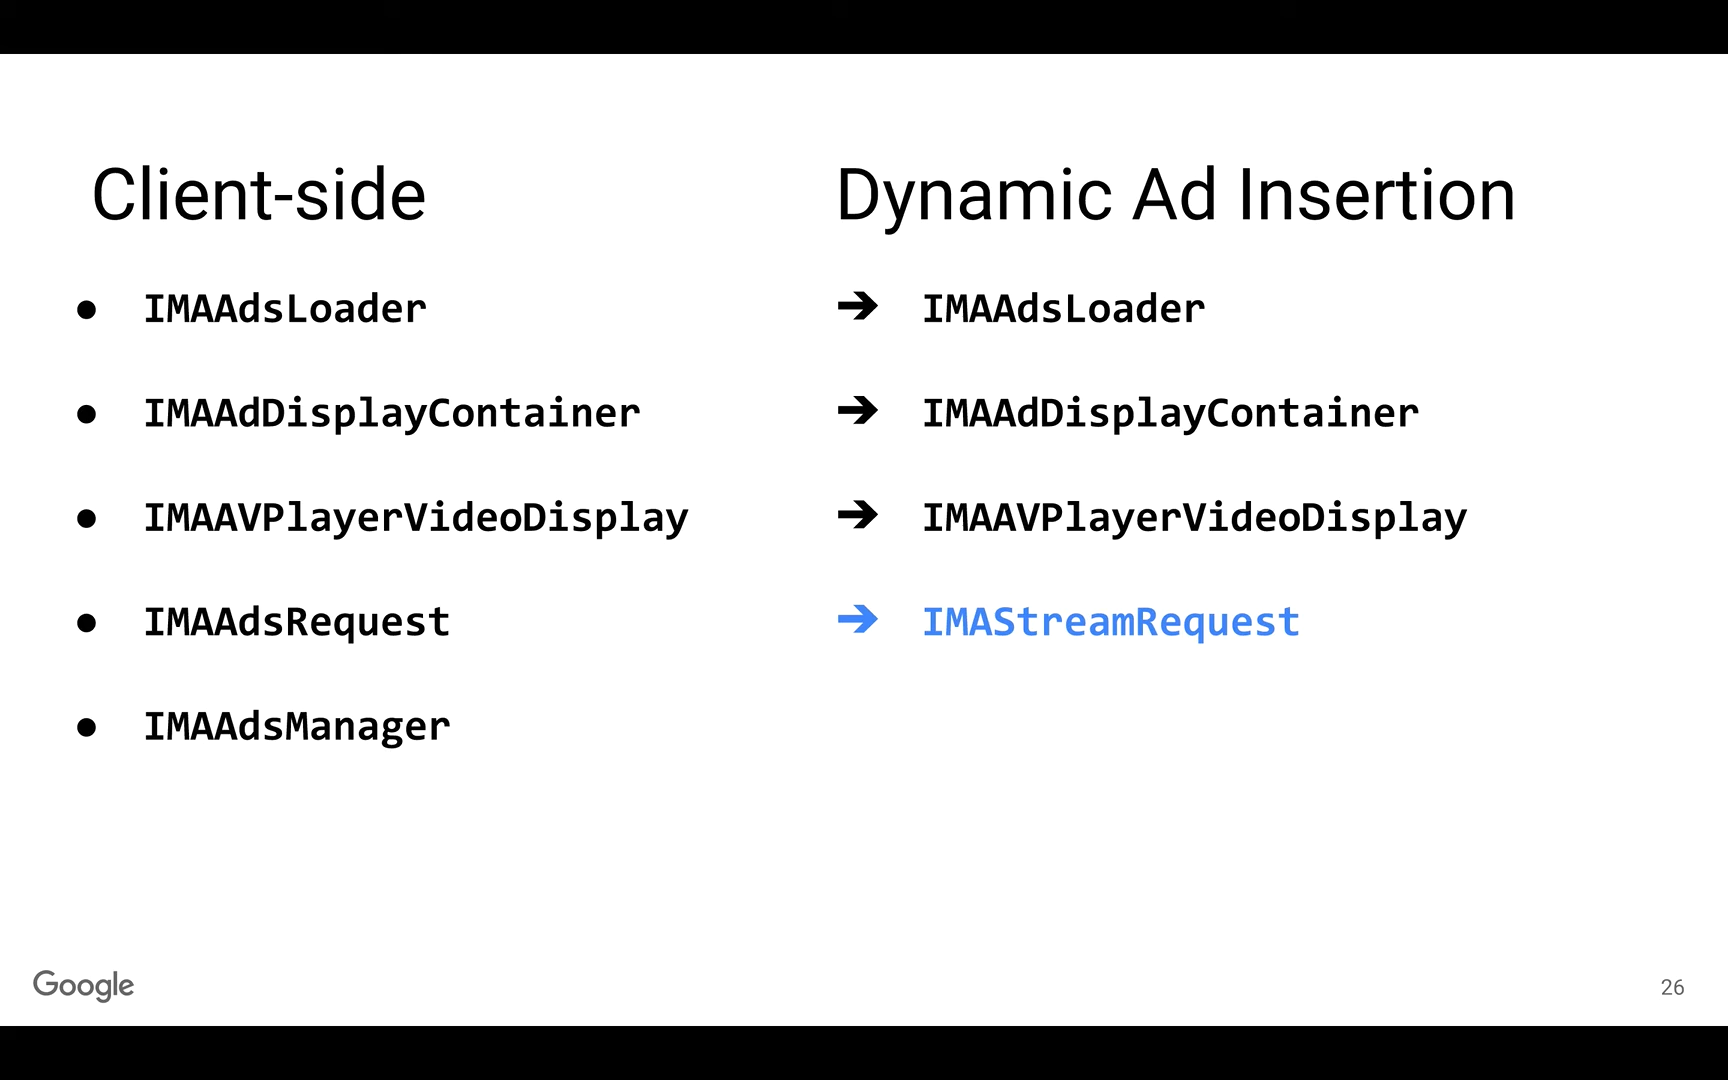 Client-side
● IMAAdsLoader
● IMAAdDisplayContainer
● IMAAVPlayerVideoDisplay
● IMAAdsRequest
● IMAAdsManager
Dynamic Ad Insertion
➔ IMAAdsLoader
➔ IMAAdDisplayContainer
➔ IMAAVPlayerVideoDisplay
➔ IMAStreamRequest
Google
26